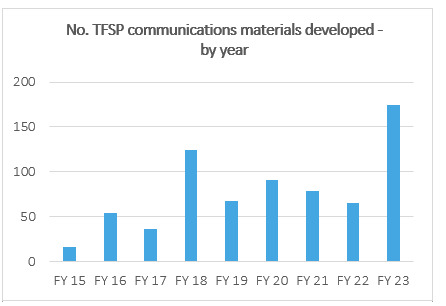 No. TFSP communications materials developed -
by year
200
150
100
50
0
FY 15 FY 16 FY 17 FY 18 FY 19 FY 20 FY 21 FY 22 FY 23